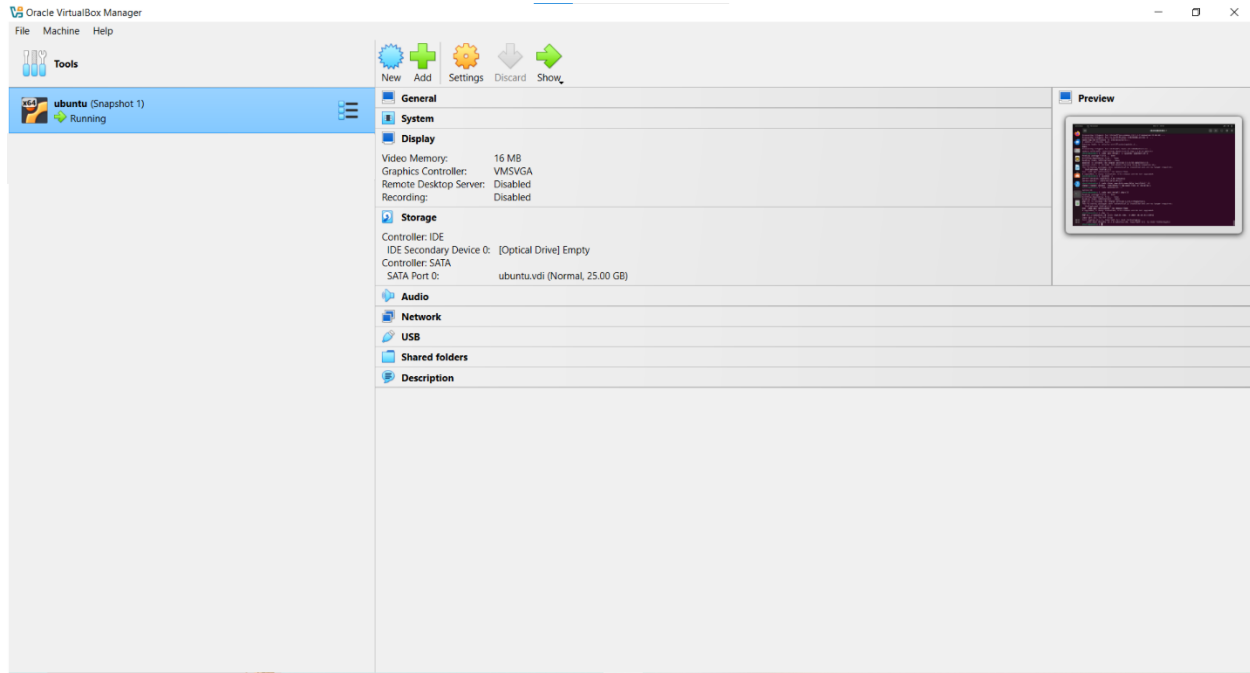 Oracle VirtualBox Manager
File Machine Help
Tools
New Add Settings Discard Show
x64
ubuntu (Snapshot 1)
Running
General
System
Display
Video Memory: 16 MB
Graphics Controller: VMSVGA
Remote Desktop Server: Disabled
Recording: Disabled
Storage
Controller: IDE
IDE Secondary Device 0: [Optical Drive] Empty
Controller: SATA
SATA Port 0: ubuntu.vdi (Normal, 25.00 GB)
Audio
Network
USB
Shared folders
Description
Preview